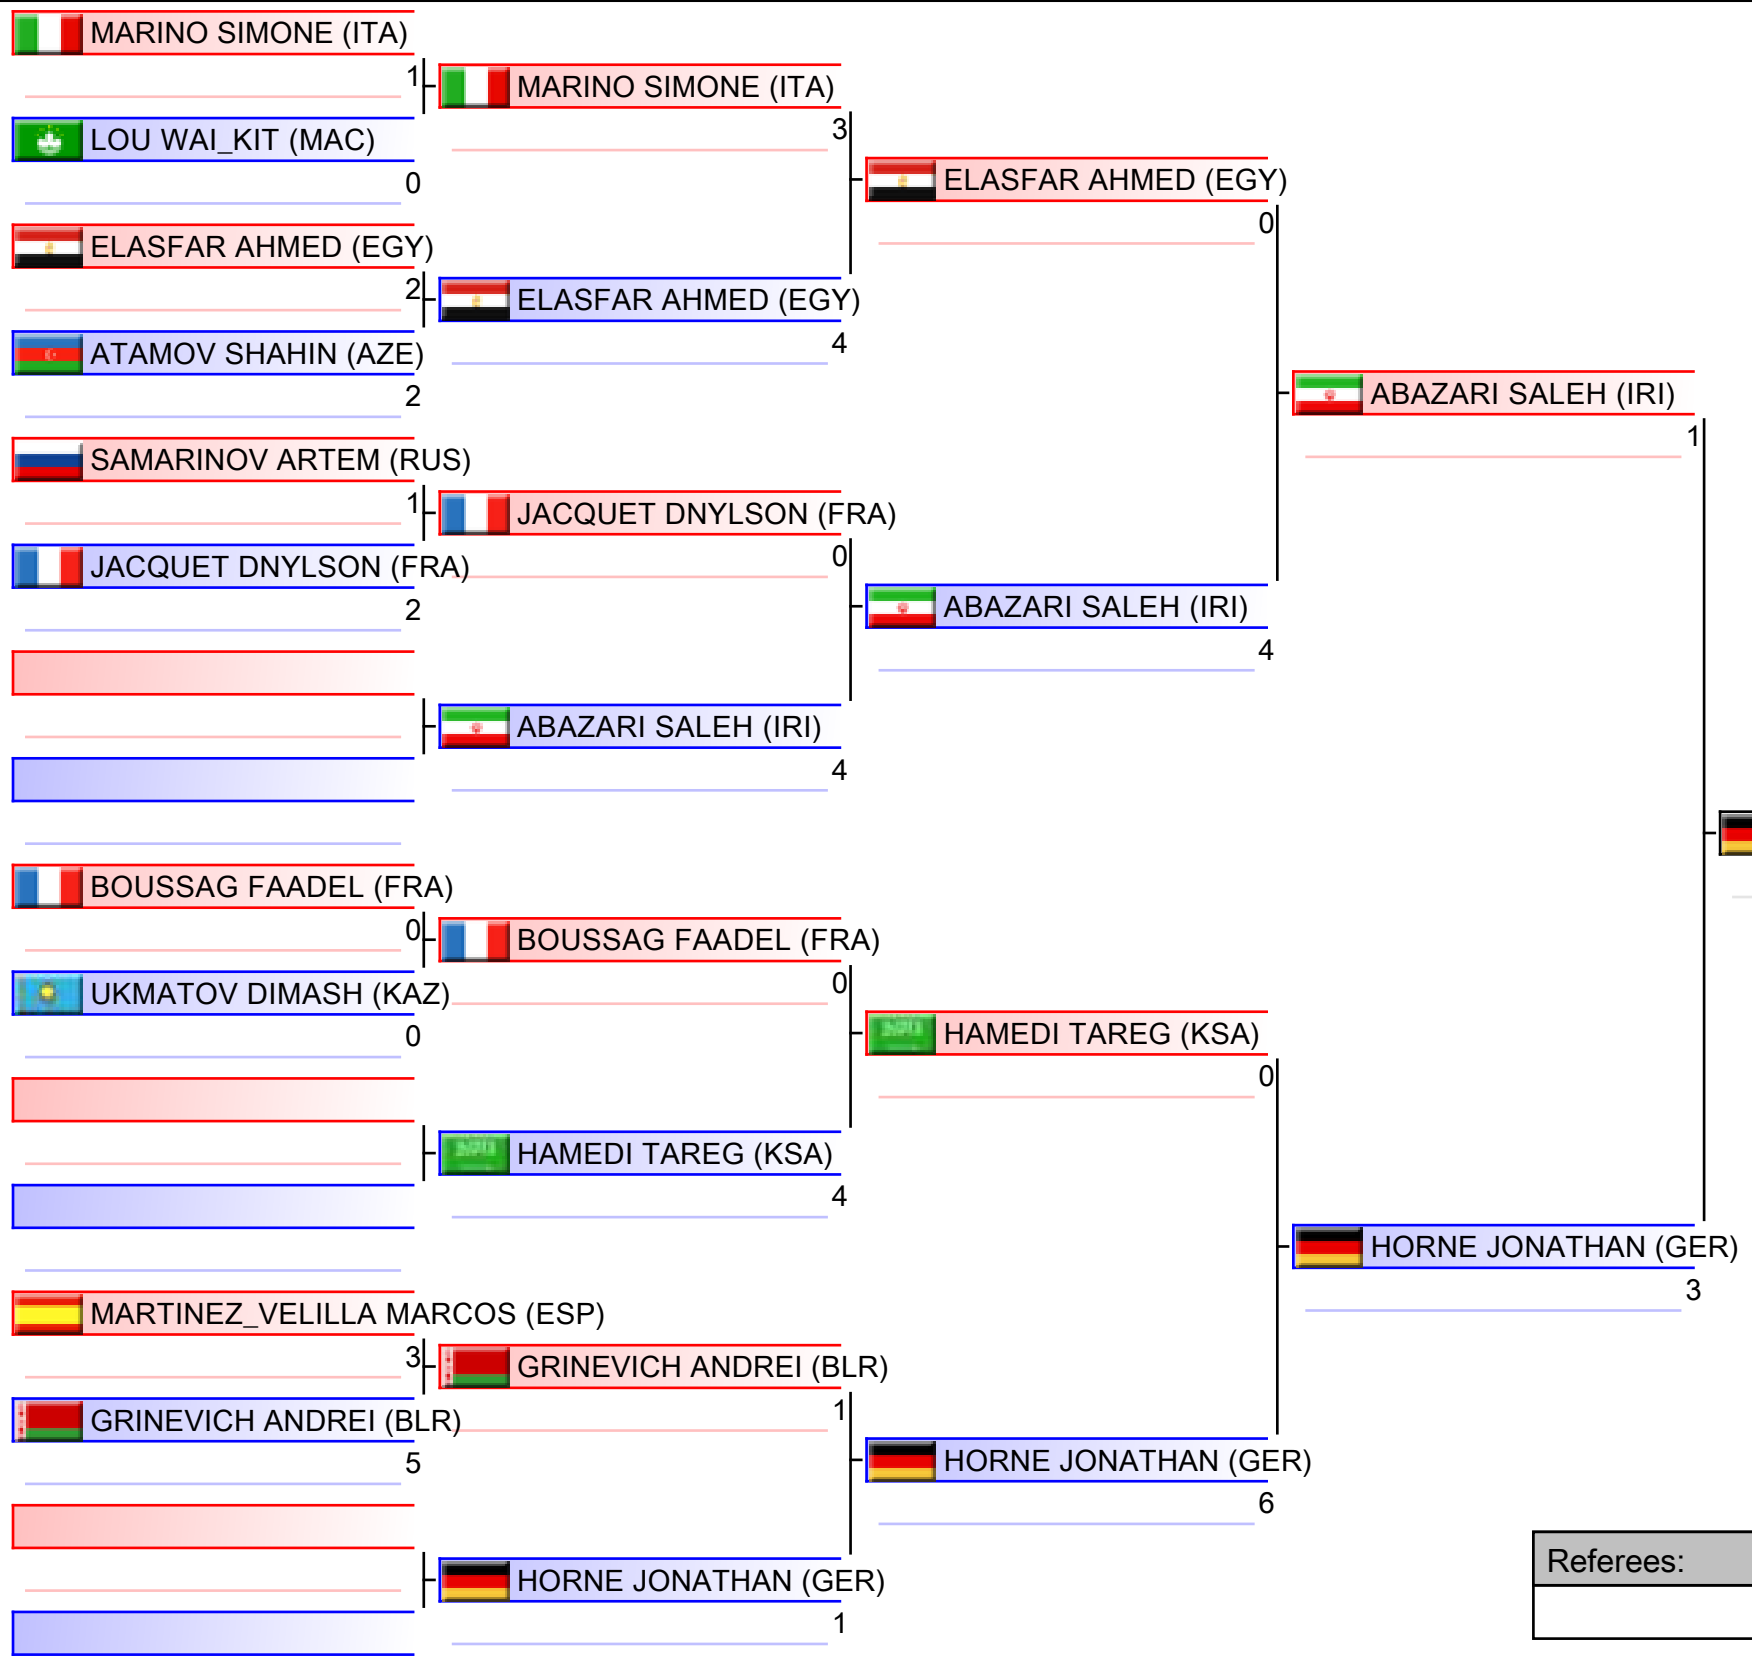 MARINO SIMONE (ITA)
1
LOU WAI_KIT (MAC)
0
ELASFAR AHMED (EGY)
2
ATAMOV SHAHIN (AZE)
2
SAMARINOV ARTEM (RUS)
1
JACQUET DNYLSON (FRA)
2
BOUSSAG FAADEL (FRA)
0
UKMATOV DIMASH (KAZ)
0
MARTINEZ_VELILLA MARCOS (ESP)
3
GRINEVICH ANDREI (BLR)
5
MARINO SIMONE (ITA)
3
ELASFAR AHMED (EGY)
4
JACQUET DNYLSON (FRA)
0
ABAZARI SALEH (IRI)
4
BOUSSAG FAADEL (FRA)
0
HAMEDI TAREG (KSA)
4
GRINEVICH ANDREI (BLR)
1
HORNE JONATHAN (GER)
1
ELASFAR AHMED (EGY)
0
ABAZARI SALEH (IRI)
4
HAMEDI TAREG (KSA)
0
HORNE JONATHAN (GER)
6
ABAZARI SALEH (IRI)
1
HORNE JONATHAN (GER)
3
Referees: